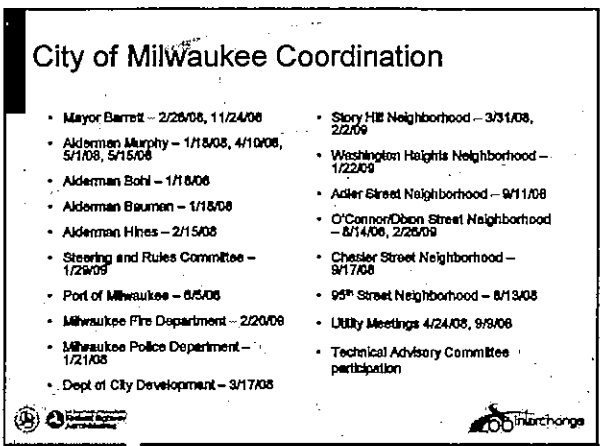 City of Milwaukee Coordination
• Mayor Barrett – 2/26/08, 11/24/08
• Alderman Murphy – 1/18/08, 4/10/08,
5/1/08, 5/15/08
• Alderman Bohl – 1/18/08
• Alderman Bauman – 1/18/08
• Alderman Hines – 2/15/08
• Steering and Rules Committee –
1/29/09
• Port of Milwaukee – 6/5/08
• Milwaukee Fire Department – 2/20/09
• Milwaukee Police Department –
1/21/08
• Dept of City Development – 3/17/08
• Story Hill Neighborhood – 3/31/08,
2/2/09
• Washington Heights Neighborhood –
1/22/09
• Adler Street Neighborhood – 9/11/08
• O'Connor/Dixon Street Neighborhood
– 8/14/08, 2/26/09
• Chester Street Neighborhood –
9/17/08
• 95th Street Neighborhood – 8/13/08
• Utility Meetings 4/24/08, 9/9/08
• Technical Advisory Committee
participation
Federal Highway
Administration
interchange